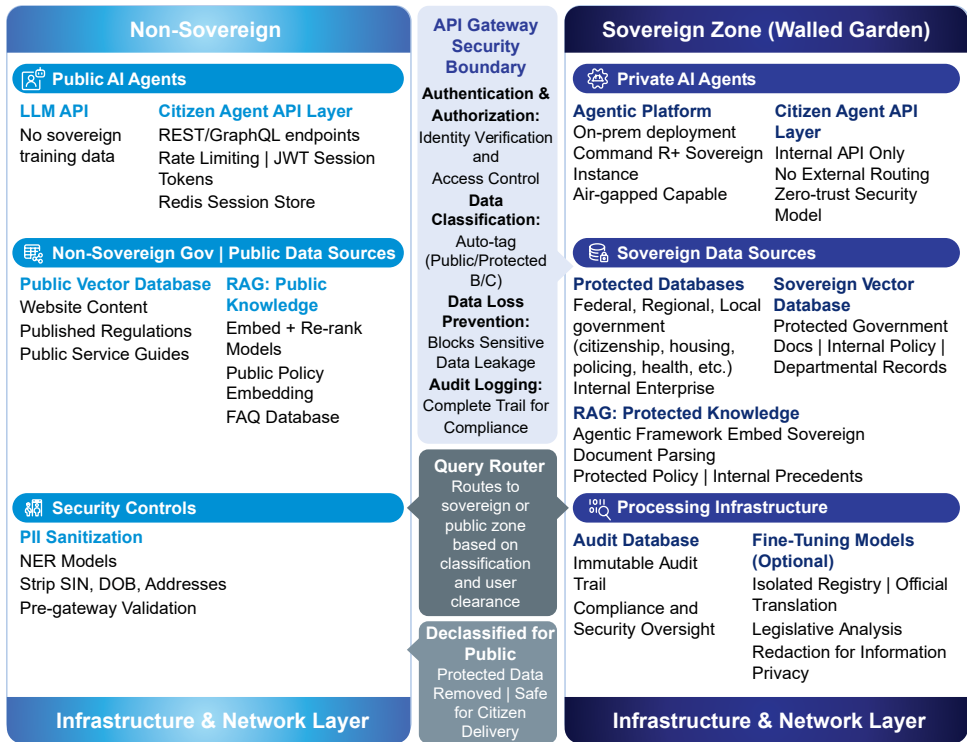 Non-Sovereign
Public AI Agents
LLM API
No sovereign
training data
Citizen Agent API Layer
REST/GraphQL endpoints
Rate Limiting | JWT Session
Tokens
Redis Session Store
Non-Sovereign Gov | Public Data Sources
Public Vector Database
Website Content
Published Regulations
Public Service Guides
RAG: Public
Knowledge
Embed + Re-rank
Models
Public Policy
Embedding
FAQ Database
Security Controls
PII Sanitization
NER Models
Strip SIN, DOB, Addresses
Pre-gateway Validation
Infrastructure & Network Layer
API Gateway
Security
Boundary
Authentication &
Authorization:
Identity Verification
and
Access Control
Data
Classification:
Auto-tag
(Public/Protected
B/C)
Data Loss
Prevention:
Blocks Sensitive
Data Leakage
Audit Logging:
Complete Trail for
Compliance
Query Router
Routes to
sovereign or
public zone
based on
classification
and user
clearance
Declassified for
Public
Protected Data
Removed | Safe
for Citizen
Delivery
Sovereign Zone (Walled Garden)
Private AI Agents
Agentic Platform
On-prem deployment
Command R+ Sovereign
Instance
Air-gapped Capable
Citizen Agent API
Layer
Internal API Only
No External Routing
Zero-trust Security
Model
Sovereign Data Sources
Protected Databases
Federal, Regional, Local
government
(citizenship, housing,
policing, health, etc.)
Internal Enterprise
Sovereign Vector
Database
Protected Government
Docs | Internal Policy |
Departmental Records
RAG: Protected Knowledge
Agentic Framework Embed Sovereign
Document Parsing
Protected Policy | Internal Precedents
Processing Infrastructure
Audit Database
Immutable Audit
Trail
Compliance and
Security Oversight
Fine-Tuning Models
(Optional)
Isolated Registry | Official
Translation
Legislative Analysis
Redaction for Information
Privacy
Infrastructure & Network Layer